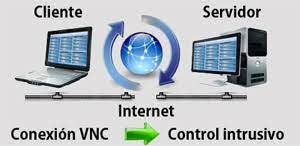 Cliente Servidor
Internet
Conexión VNC Control intrusivo